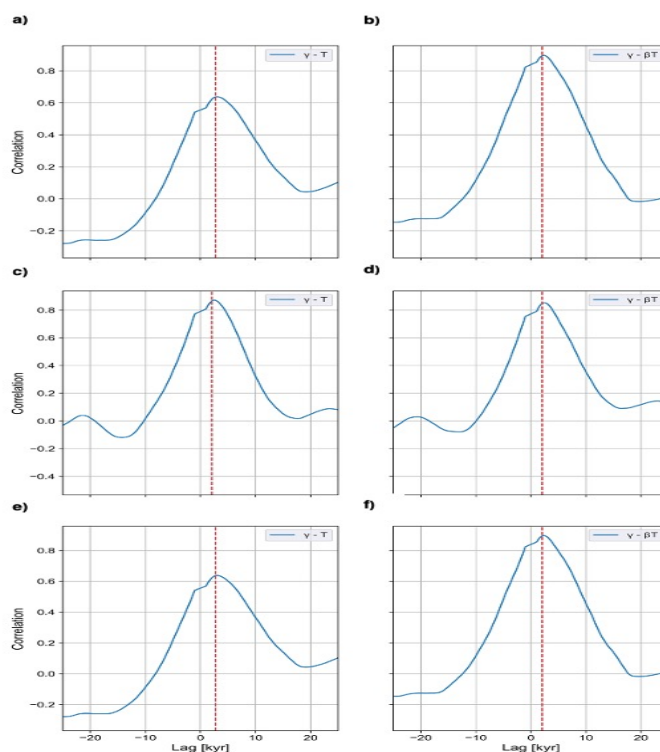 a)
b)
γ - T
γ - βT
0.8
0.6
0.4
0.2
0.0
−0.2
Correlation
c)
d)
γ - T
γ - βT
0.8
0.6
0.4
0.2
0.0
−0.2
−0.4
Correlation
e)
f)
γ - T
γ - βT
0.8
0.6
0.4
0.2
0.0
−0.2
Correlation
−20 −10 0 10 20 −20 −10 0 10 20
Lag [kyr] Lag [kyr]